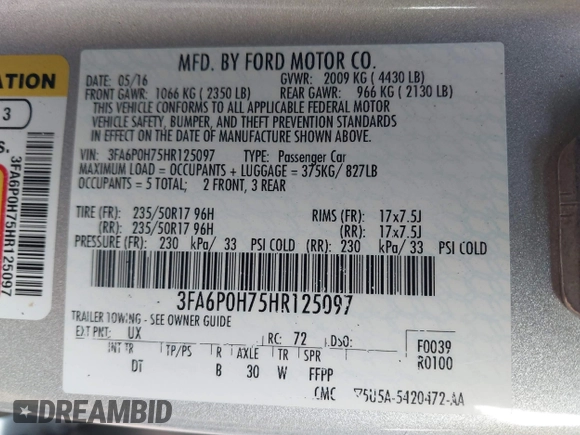 ATION
3
S.
3FA6P0H75HR125097
MFD. BY FORD MOTOR CO.
DATE: 05/16 GVWR: 2009 KG ( 4430 LB)
FRONT GAWR: 1066 KG ( 2350 LB) REAR GAWR: 966 KG ( 2130 LB)
THIS VEHICLE CONFORMS TO ALL APPLICABLE FEDERAL MOTOR
VEHICLE SAFETY, BUMPER, AND THEFT PREVENTION STANDARDS
IN EFFECT ON THE DATE OF MANUFACTURE SHOWN ABOVE.
VIN: 3FA6P0H75HR125097 TYPE: Passenger Car
MAXIMUM LOAD = OCCUPANTS + LUGGAGE = 375KG/ 827LB
OCCUPANTS = 5 TOTAL; 2 FRONT, 3 REAR
TIRE (FR): 235/50R17 96H RIMS (FR): 17x7.5J
(RR): 235/50R17 96H (RR): 17x7.5J
PRESSURE (FR): 230 kPa/ 33 PSI COLD (RR): 230 kPa/ 33 PSI COLD
3FA6P0H75HR125097
TRAILER TOWING - SEE OWNER GUIDE
EXT PNT: UX RC: 72 DSO: F0039
INT TR TP/PS R AXLE TR SPR R0100
DT B 30 W FFPP
CMC 75U5A-5420472-AA
DREAMBID